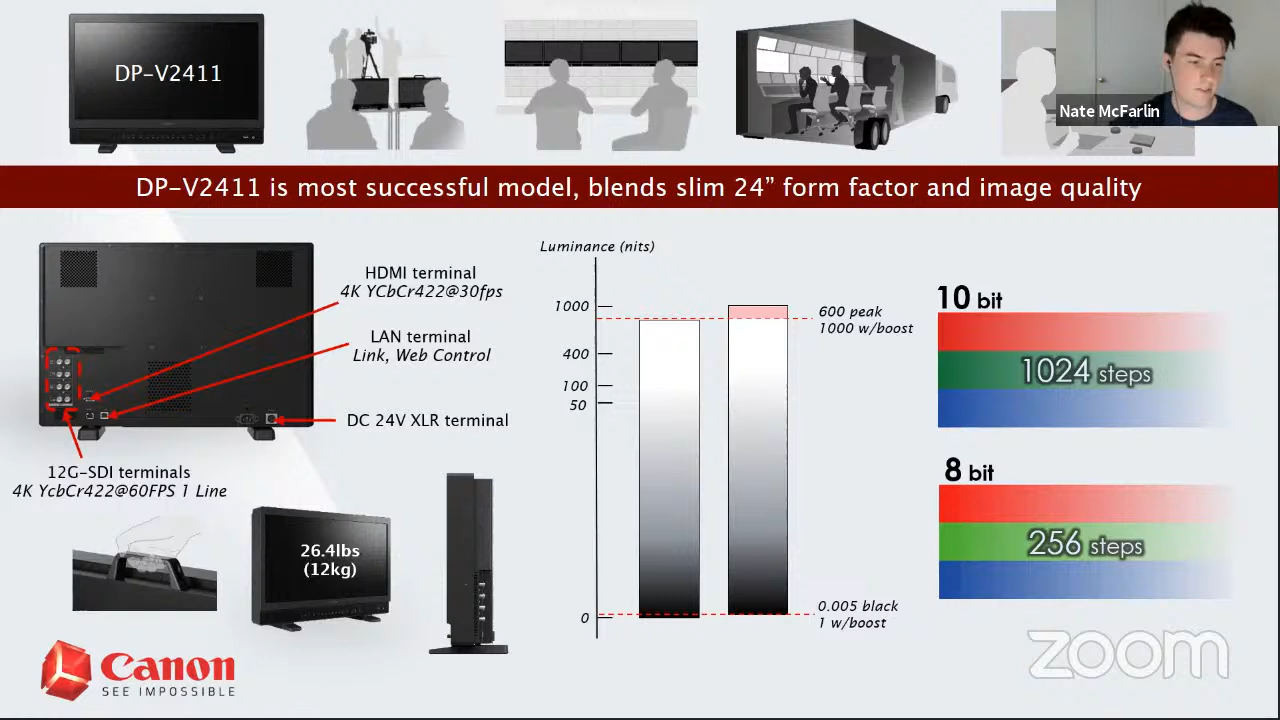 DP-V2411
Nate McFarlin
DP-V2411 is most successful model, blends slim 24” form factor and image quality
HDMI terminal
4K YCbCr422@30fps
LAN terminal
Link, Web Control
DC 24V XLR terminal
12G-SDI terminals
4K YcbCr422@60FPS 1 Line
26.4lbs
(12kg)
Luminance (nits)
1000
400
100
50
0
600 peak
1000 w/boost
0.005 black
1 w/boost
10 bit
1024 steps
8 bit
256 steps
Canon
SEE IMPOSSIBLE
zoom